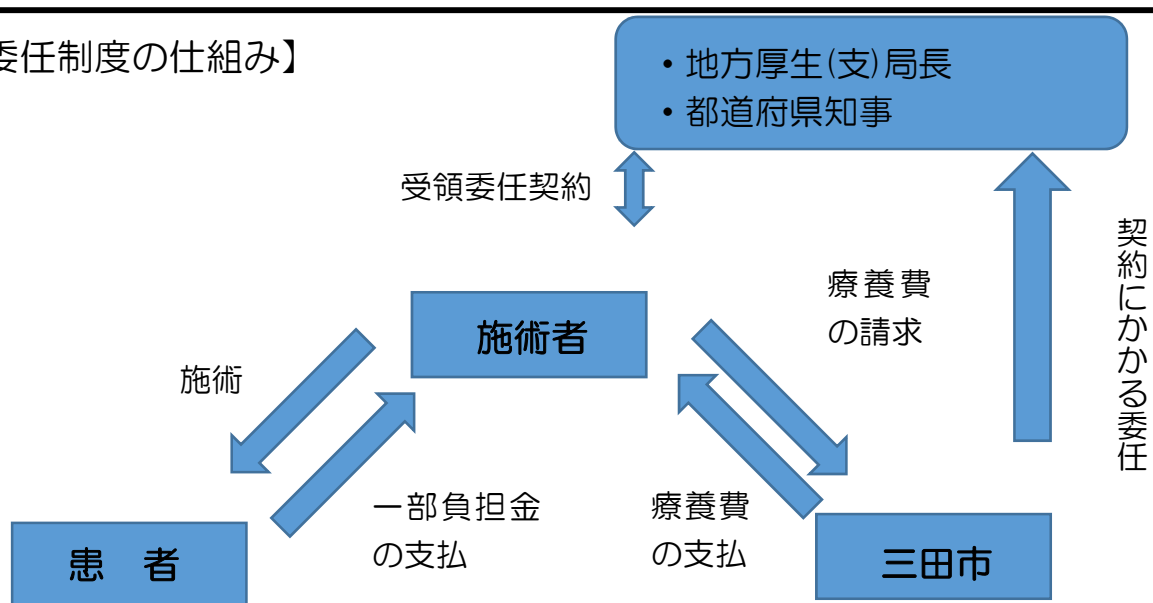 委任制度の仕組み】
・地方厨生(支)局長
・都道府県知事
受領委任契約
契約にかかる委任
療養費
の請求
施術者
施術
一部負担金
の支払
療養費
の支払
患 者
三田市